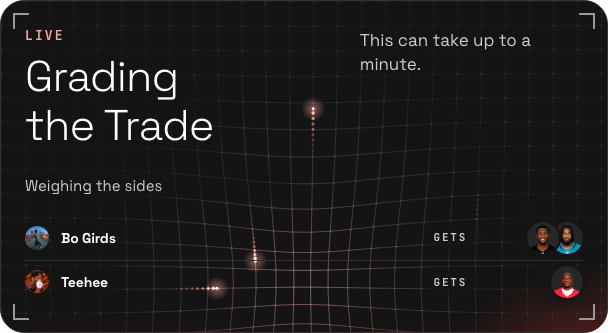 LIVE
Grading
the Trade
This can take up to a
minute.
Weighing the sides
Bo Girds GETS
Teehee GETS